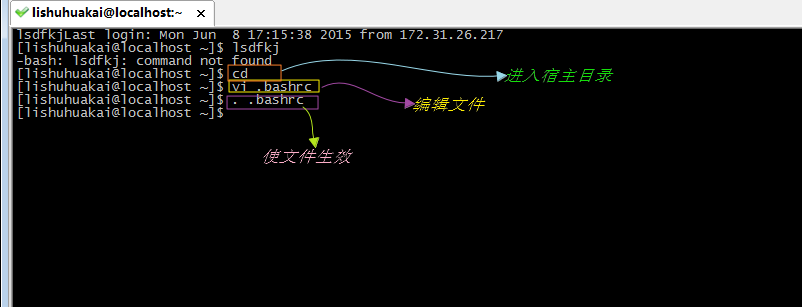 lishuhuakai@localhost:~ ×
lsdfkjLast login: Mon Jun  8 17:15:38 2015 from 172.31.26.217
[lishuhuakai@localhost ~]$ lsdfkj
-bash: lsdfkj: command not found
[lishuhuakai@localhost ~]$ cd
[lishuhuakai@localhost ~]$ vi .bashrc
[lishuhuakai@localhost ~]$ . .bashrc
[lishuhuakai@localhost ~]$
进入宿主目录
编辑文件
使文件生效